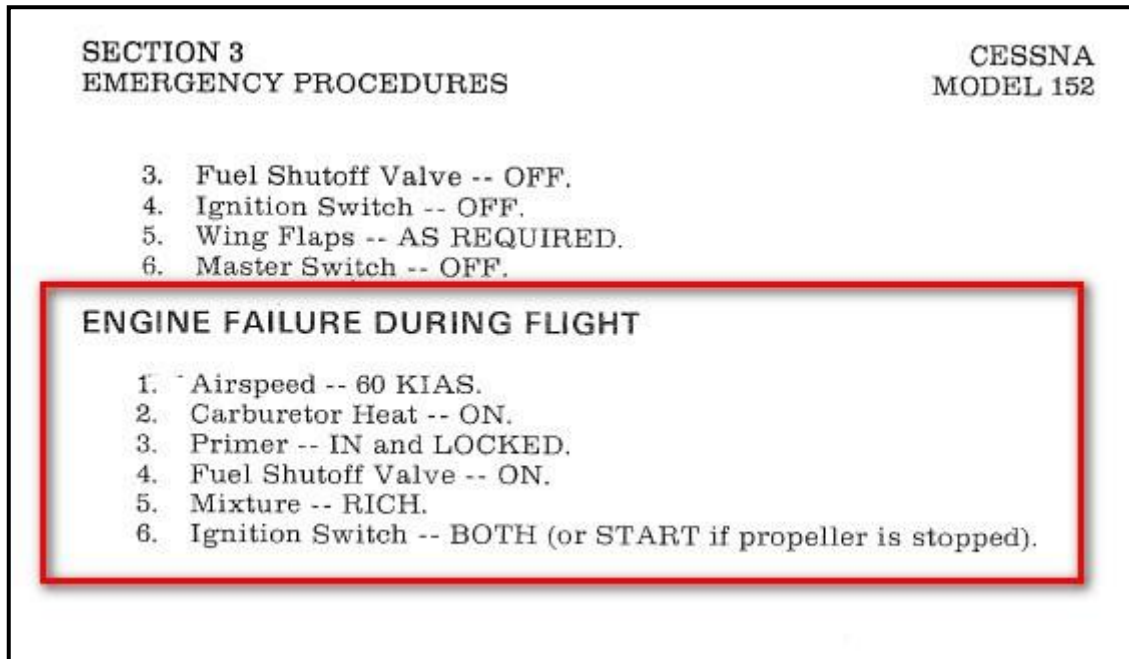 SECTION 3
EMERGENCY PROCEDURES
CESSNA
MODEL 152
3. Fuel Shutoff Valve -- OFF.
4. Ignition Switch -- OFF.
5. Wing Flaps -- AS REQUIRED.
6. Master Switch -- OFF.
ENGINE FAILURE DURING FLIGHT
1. Airspeed -- 60 KIAS.
2. Carburetor Heat -- ON.
3. Primer -- IN and LOCKED.
4. Fuel Shutoff Valve -- ON.
5. Mixture -- RICH.
6. Ignition Switch -- BOTH (or START if propeller is stopped).